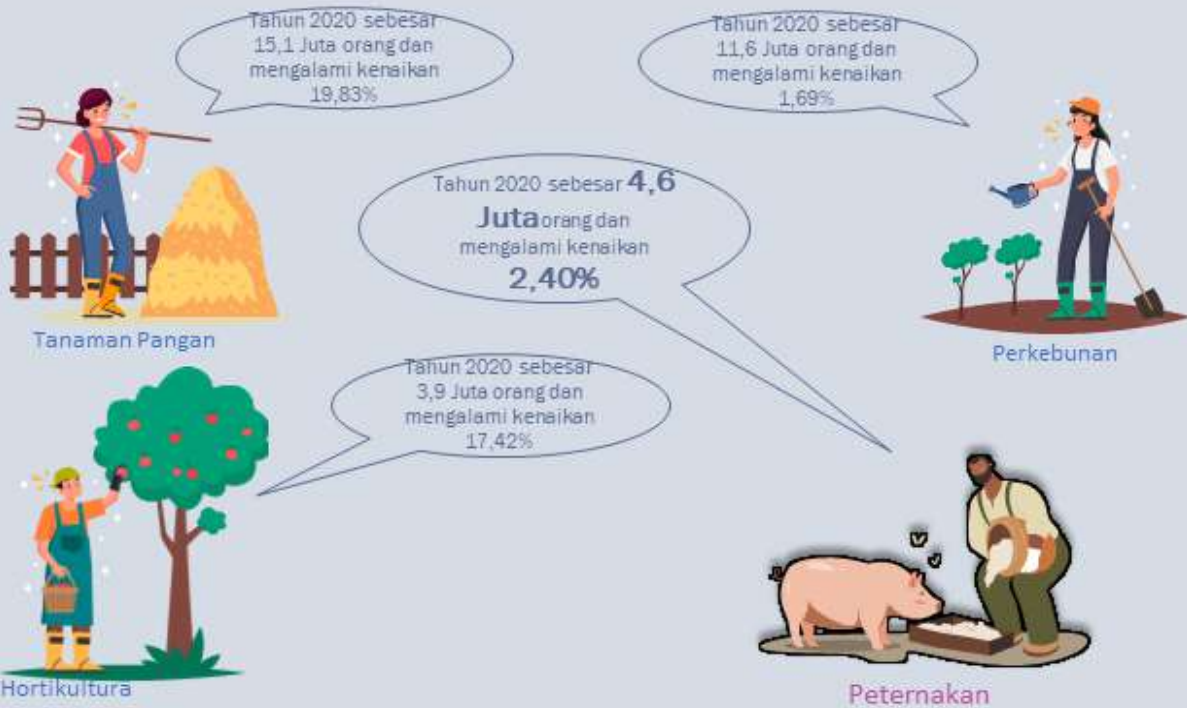 Tahun 2020 sebesar
15,1 Juta orang dan
mengalami kenaikan
19,83%
Tahun 2020 sebesar
11,6 Juta orang dan
mengalami kenaikan
1,69%
Tahun 2020 sebesar 4,6
Juta orang dan
mengalami kenaikan
2,40%
Tanaman Pangan
Perkebunan
Tahun 2020 sebesar
3,9 Juta orang dan
mengalami kenaikan
17,42%
Hortikultura
Peternakan